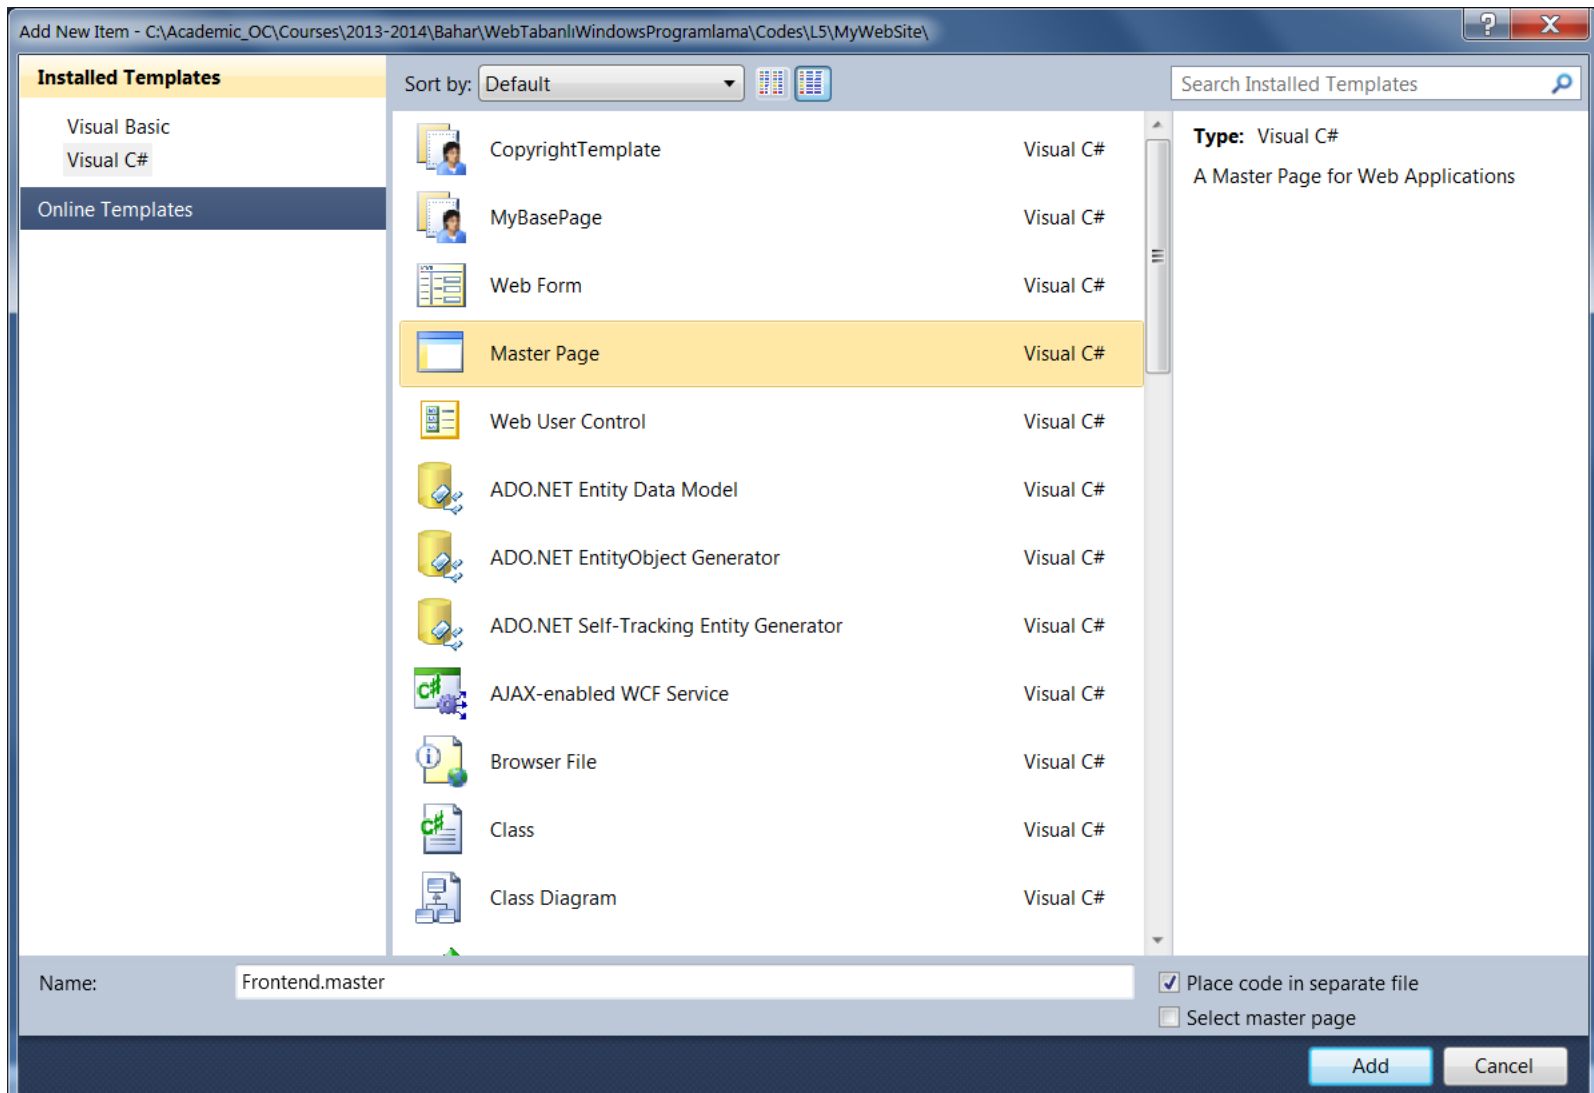 Add New Item - C:\Academic_OC\Courses\2013-2014\Bahar\WebTabanlıWindowsProgramlama\Codes\L5\MyWebSite\
Installed Templates
Visual Basic
Visual C#
Online Templates
Sort by: Default
Search Installed Templates
CopyrightTemplate Visual C#
MyBasePage Visual C#
Web Form Visual C#
Master Page Visual C#
Web User Control Visual C#
ADO.NET Entity Data Model Visual C#
ADO.NET EntityObject Generator Visual C#
ADO.NET Self-Tracking Entity Generator Visual C#
AJAX-enabled WCF Service Visual C#
Browser File Visual C#
Class Visual C#
Class Diagram Visual C#
Type: Visual C#
A Master Page for Web Applications
Name: Frontend.master
Place code in separate file
Select master page
Add Cancel